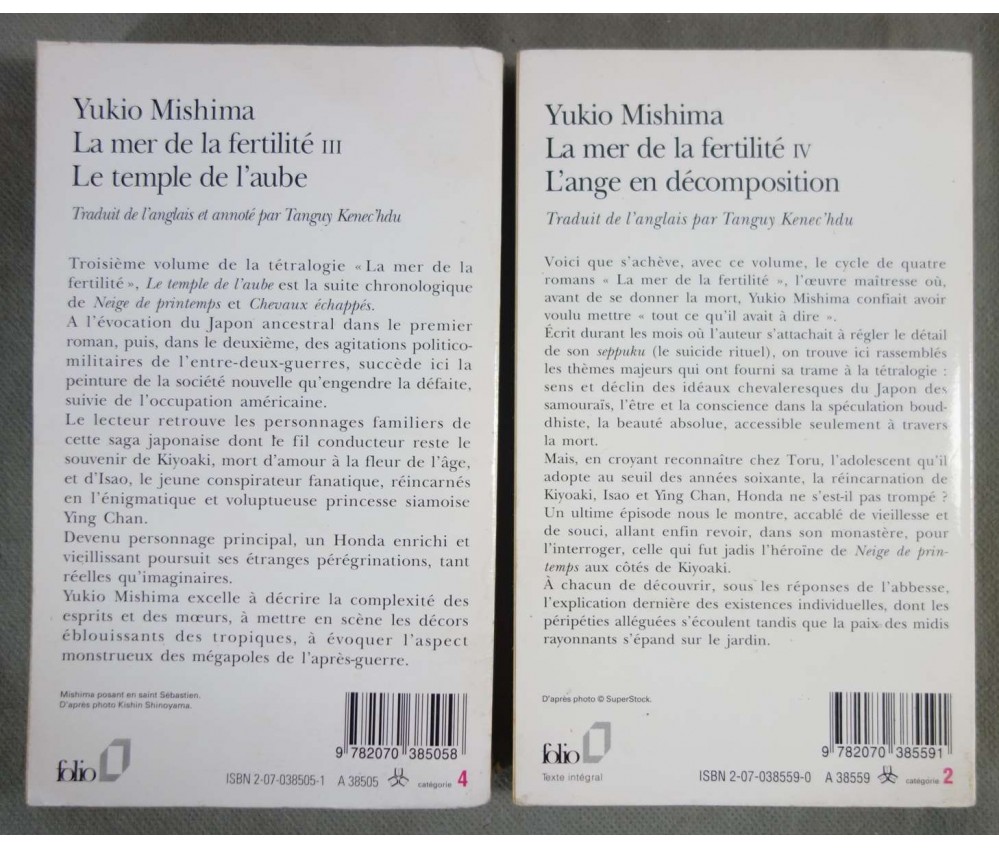 Yukio Mishima
La mer de la fertilité III
Le temple de l'aube
Traduit de l'anglais et annoté par Tanguy Kenec'hdu
Troisième volume de la tétralogie « La mer de la
fertilité », Le temple de l'aube est la suite chronologique
de Neige de printemps et Chevaux échappés.
A l'évocation du Japon ancestral dans le premier
roman, puis, dans le deuxième, des agitations politico-
militaires de l'entre-deux-guerres, succède ici la
peinture de la société nouvelle qu'engendre la défaite,
suivie de l'occupation américaine.
Le lecteur retrouve les personnages familiers de
cette saga japonaise dont le fil conducteur reste le
souvenir de Kiyoaki, mort d'amour à la fleur de l'âge,
et d'Isao, le jeune conspirateur fanatique, réincarnés
en l'énigmatique et voluptueuse princesse siamoise
Ying Chan.
Devenu personnage principal, un Honda enrichi et
vieillissant poursuit ses étranges pérégrinations, tant
réelles qu'imaginaires.
Yukio Mishima excelle à décrire la complexité des
esprits et des mœurs, à mettre en scène les décors
éblouissants des tropiques, à évoquer l'aspect
monstrueux des mégapoles de l'après-guerre.
Mishima posant en saint Sébastien.
D'après photo Kishin Shinoyama.
folio
9 782070 385058
ISBN 2-07-038505-1 A 38505 catégorie 4
Yukio Mishima
La mer de la fertilité IV
L'ange en décomposition
Traduit de l'anglais par Tanguy Kenec'hdu
Voici que s'achève, avec ce volume, le cycle de quatre
romans « La mer de la fertilité », l'œuvre maîtresse où,
avant de se donner la mort, Yukio Mishima confiait avoir
voulu mettre « tout ce qu'il avait à dire ».
Écrit durant les mois où l'auteur s'attachait à régler le détail
de son seppuku (le suicide rituel), on trouve ici rassemblés
les thèmes majeurs qui ont fourni sa trame à la tétralogie :
sens et déclin des idéaux chevaleresques du Japon des
samouraïs, l'être et la conscience dans la spéculation boud-
dhiste, la beauté absolue, accessible seulement à travers
la mort.
Mais, en croyant reconnaître chez Toru, l'adolescent qu'il
adopte au seuil des années soixante, la réincarnation de
Kiyoaki, Isao et Ying Chan, Honda ne s'est-il pas trompé ?
Un ultime épisode nous le montre, accablé de vieillesse et
de souci, allant enfin revoir, dans son monastère, pour
l'interroger, celle qui fut jadis l'héroïne de Neige de prin-
temps aux côtés de Kiyoaki.
À chacun de découvrir, sous les réponses de l'abbesse,
l'explication dernière des existences individuelles, dont les
péripéties alléguées s'écoulent tandis que la paix des midis
rayonnants s'épand sur le jardin.
D'après photo © SuperStock.
folio
Texte intégral
9 782070 385591
ISBN 2-07-038559-0 A 38559 catégorie 2